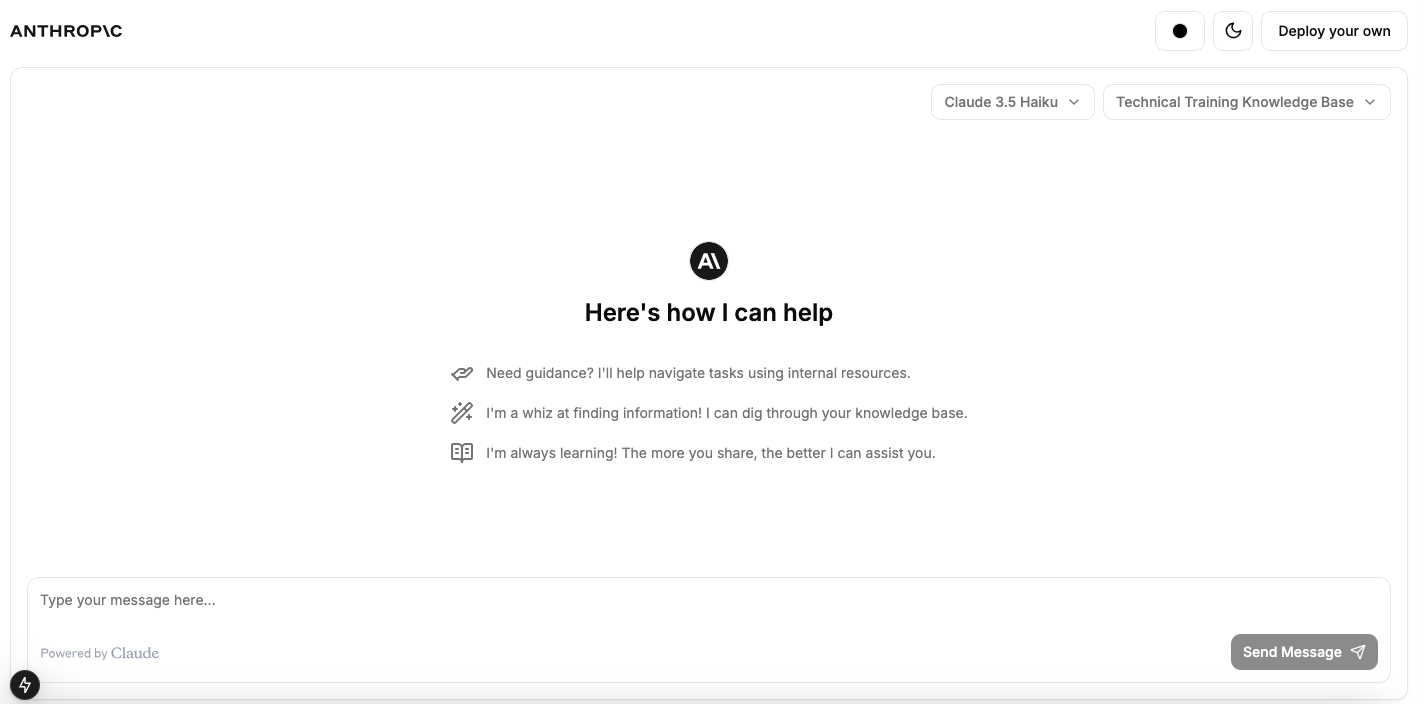 ANTHROP\C
Deploy your own
Claude 3.5 Haiku
Technical Training Knowledge Base
A\
Here's how I can help
Need guidance? I'll help navigate tasks using internal resources.
I'm a whiz at finding information! I can dig through your knowledge base.
I'm always learning! The more you share, the better I can assist you.
Type your message here...
Powered by Claude
Send Message